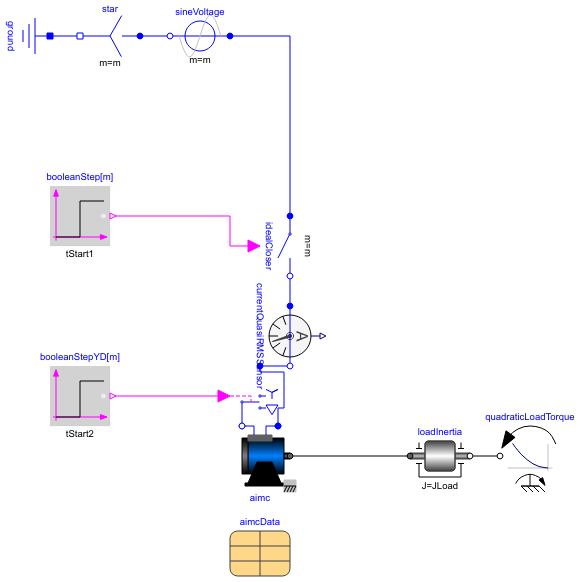 star
sineVoltage
ground
m=m
m=m
booleanStep[m]
tStart1
idealCloser
m=m
currentQuasiRMSSensor
A
booleanStepYD[m]
tStart2
quadraticLoadTorque
loadInertia
J=JLoad
aimc
aimcData